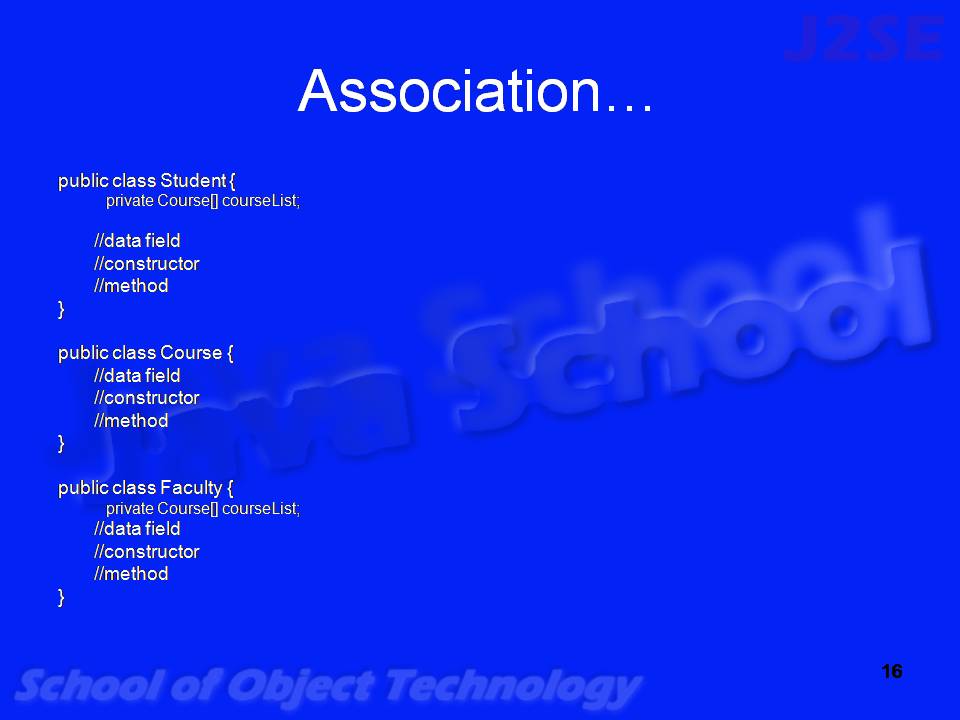 J2SE
Association…
public class Student {
private Course[] courseList;
//data field
//constructor
//method
}
public class Course {
//data field
//constructor
//method
}
public class Faculty {
private Course[] courseList;
//data field
//constructor
//method
}
Java School
School of Object Technology
16